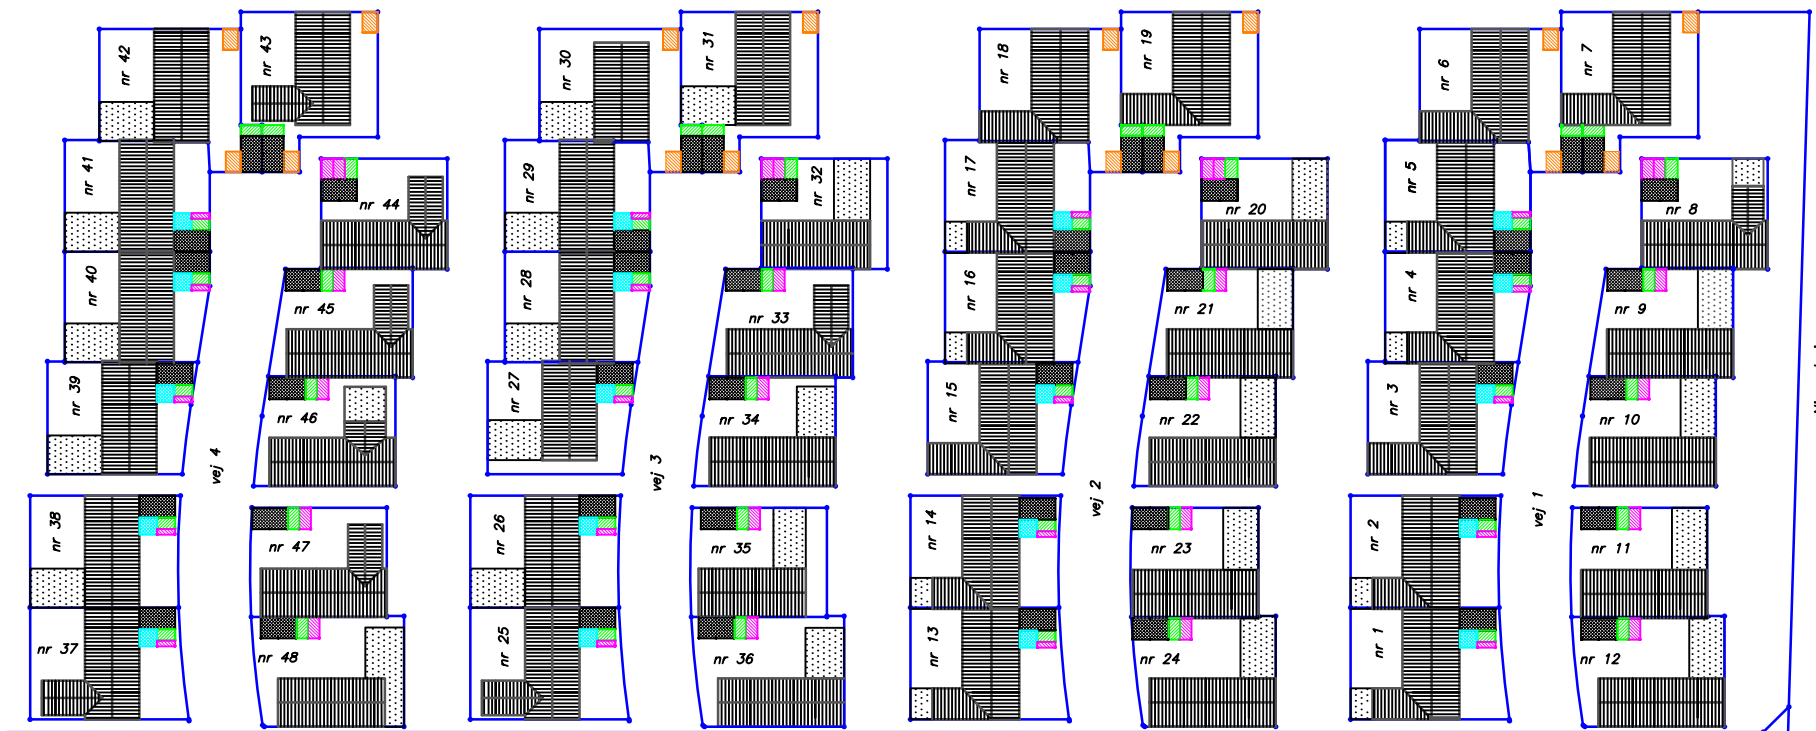 nr 42
nr 43
nr 30
nr 31
nr 18
nr 19
nr 6
nr 7
nr 41
nr 44
nr 29
nr 32
nr 17
nr 20
nr 5
nr 8
nr 40
nr 45
nr 28
nr 33
nr 16
nr 21
nr 4
nr 9
nr 39
nr 46
nr 27
nr 34
nr 15
nr 22
nr 3
nr 10
vej 4
vej 3
vej 2
vej 1
nr 38
nr 47
nr 26
nr 35
nr 14
nr 23
nr 2
nr 11
nr 37
nr 48
nr 25
nr 36
nr 13
nr 24
nr 1
nr 12